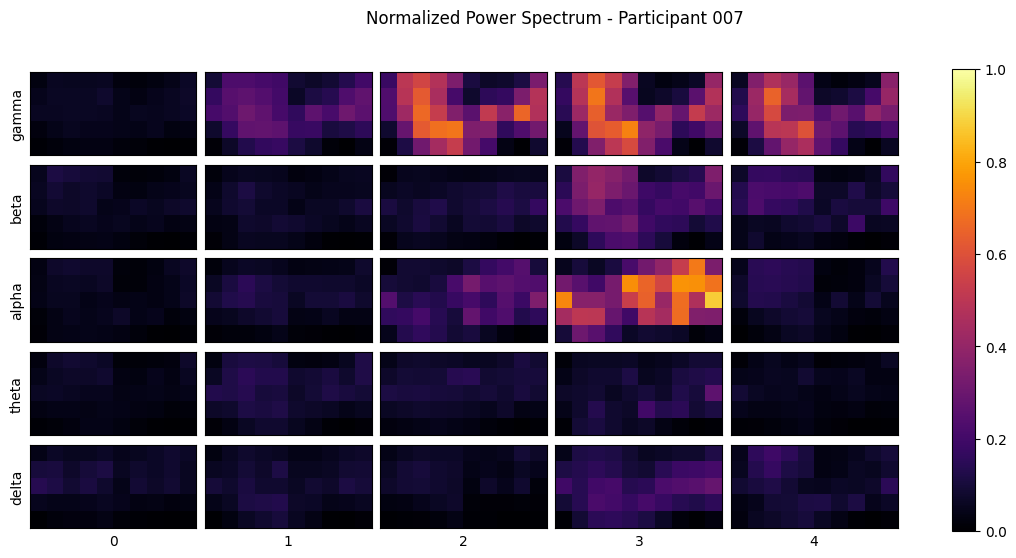 Normalized Power Spectrum - Participant 007
gamma
beta
alpha
theta
delta
0 1 2 3 4
1.0
0.8
0.6
0.4
0.2
0.0